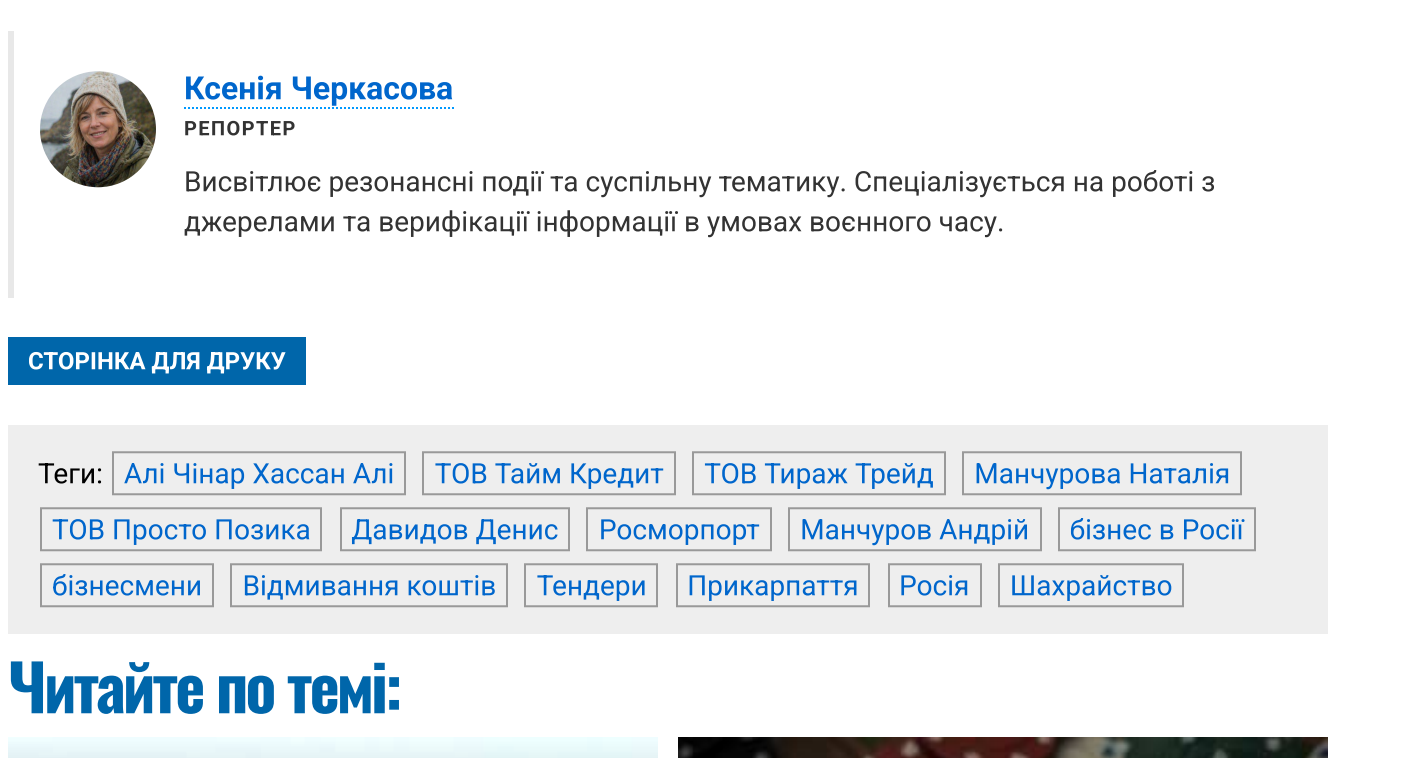 Ксенія Черкасова
РЕПОРТЕР
Висвітлює резонансні події та суспільну тематику. Спеціалізується на роботі з
джерелами та верифікації інформації в умовах воєнного часу.
СТОРІНКА ДЛЯ ДРУКУ
Теги: Алі Чінар Хассан Алі ТОВ Тайм Кредит ТОВ Тираж Трейд Манчурова Наталія
ТОВ Просто Позика Давидов Денис Росморпорт Манчуров Андрій бізнес в Росії
бізнесмени Відмивання коштів Тендери Прикарпаття Росія Шахрайство
Читайте по темі: